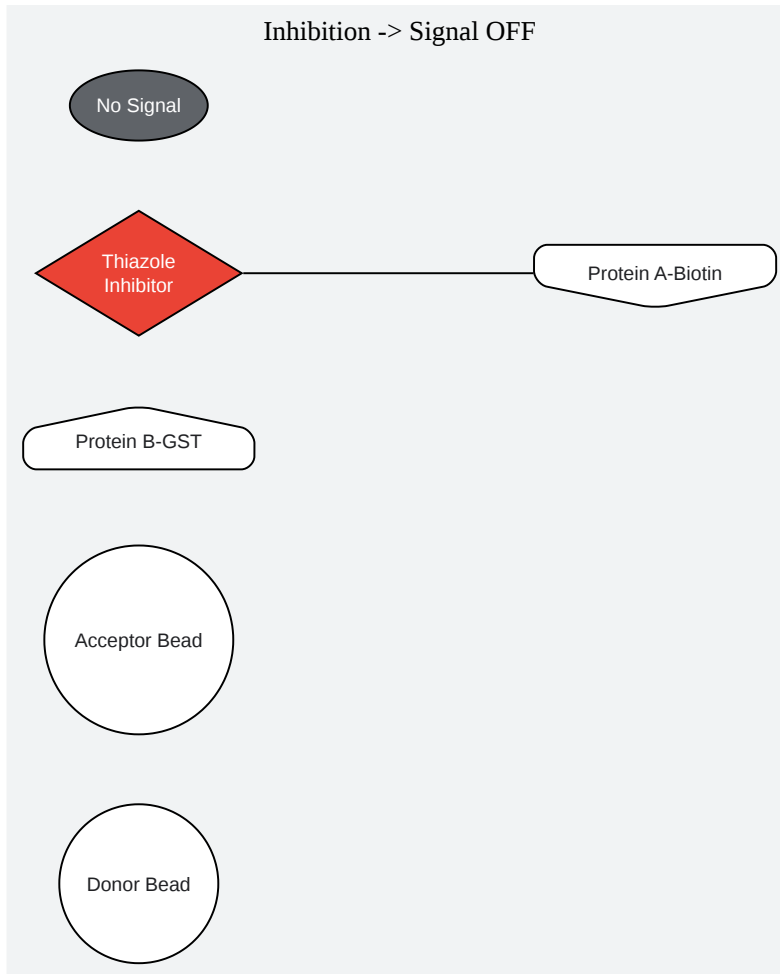 Inhibition -> Signal OFF
No Signal
Thiazole
Inhibitor
Protein A-Biotin
Protein B-GST
Acceptor Bead
Donor Bead